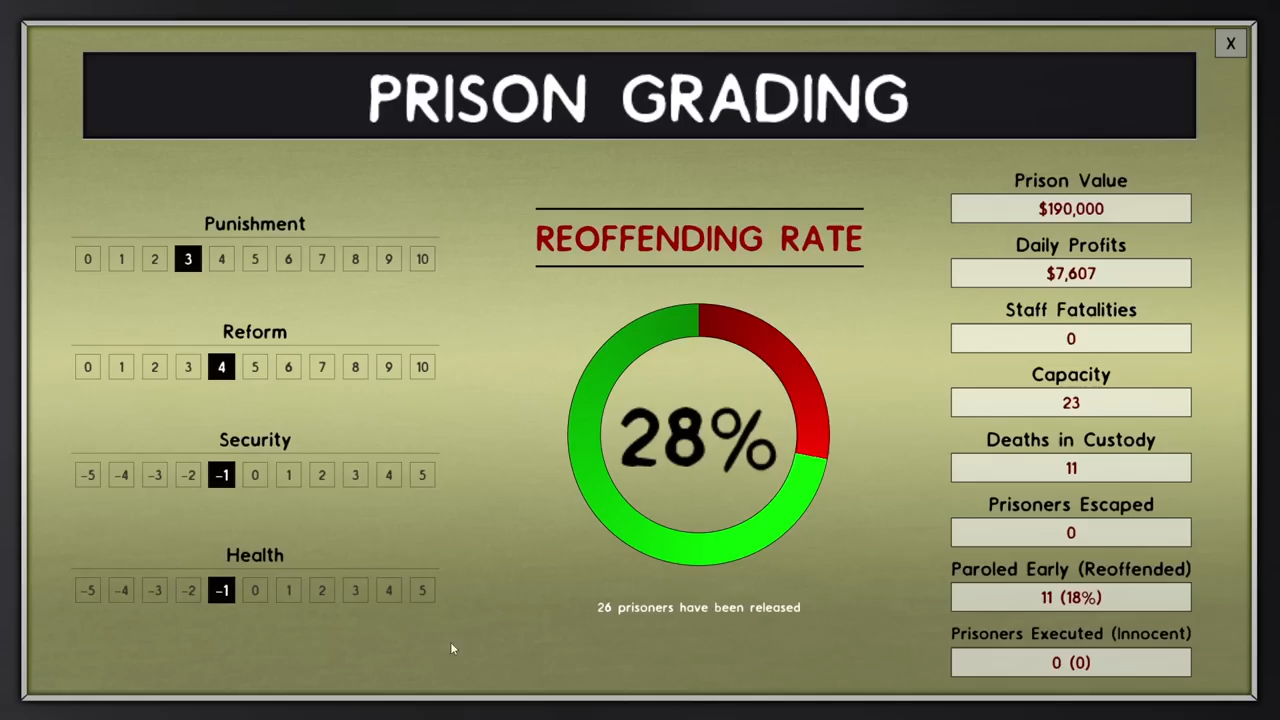 X
PRISON GRADING
Punishment
0 1 2 3 4 5 6 7 8 9 10
Reform
0 1 2 3 4 5 6 7 8 9 10
Security
-5 -4 -3 -2 -1 0 1 2 3 4 5
Health
-5 -4 -3 -2 -1 0 1 2 3 4 5
REOFFENDING RATE
28%
26 prisoners have been released
Prison Value
$190,000
Daily Profits
$7,607
Staff Fatalities
0
Capacity
23
Deaths in Custody
11
Prisoners Escaped
0
Paroled Early (Reoffended)
11 (18%)
Prisoners Executed (Innocent)
0 (0)